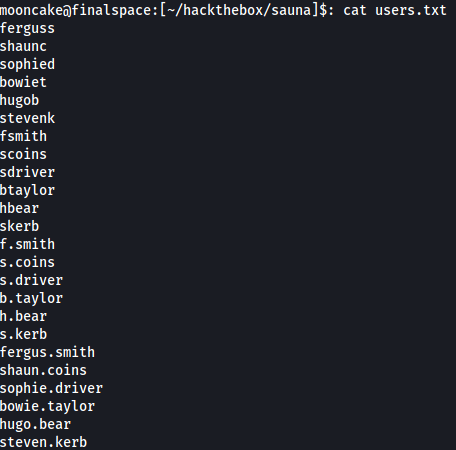 mooncake@finalspace:[~/hackthebox/sauna]$: cat users.txt
ferguss
shaunc
sophied
bowiet
hugob
stevenk
fsmith
scoins
sdriver
btaylor
hbear
skerb
f.smith
s.coins
s.driver
b.taylor
h.bear
s.kerb
fergus.smith
shaun.coins
sophie.driver
bowie.taylor
hugo.bear
steven.kerb